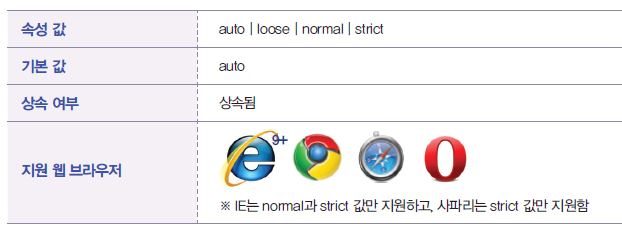 속성 값 auto | loose | normal | strict
기본 값 auto
상속 여부 상속됨
9+
지원 웹 브라우저
※ IE는 normal과 strict 값만 지원하고, 사파리는 strict 값만 지원함